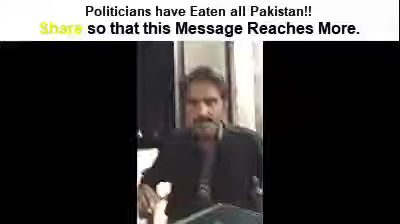 Politicians have Eaten all Pakistan!!
Share so that this Message Reaches More.